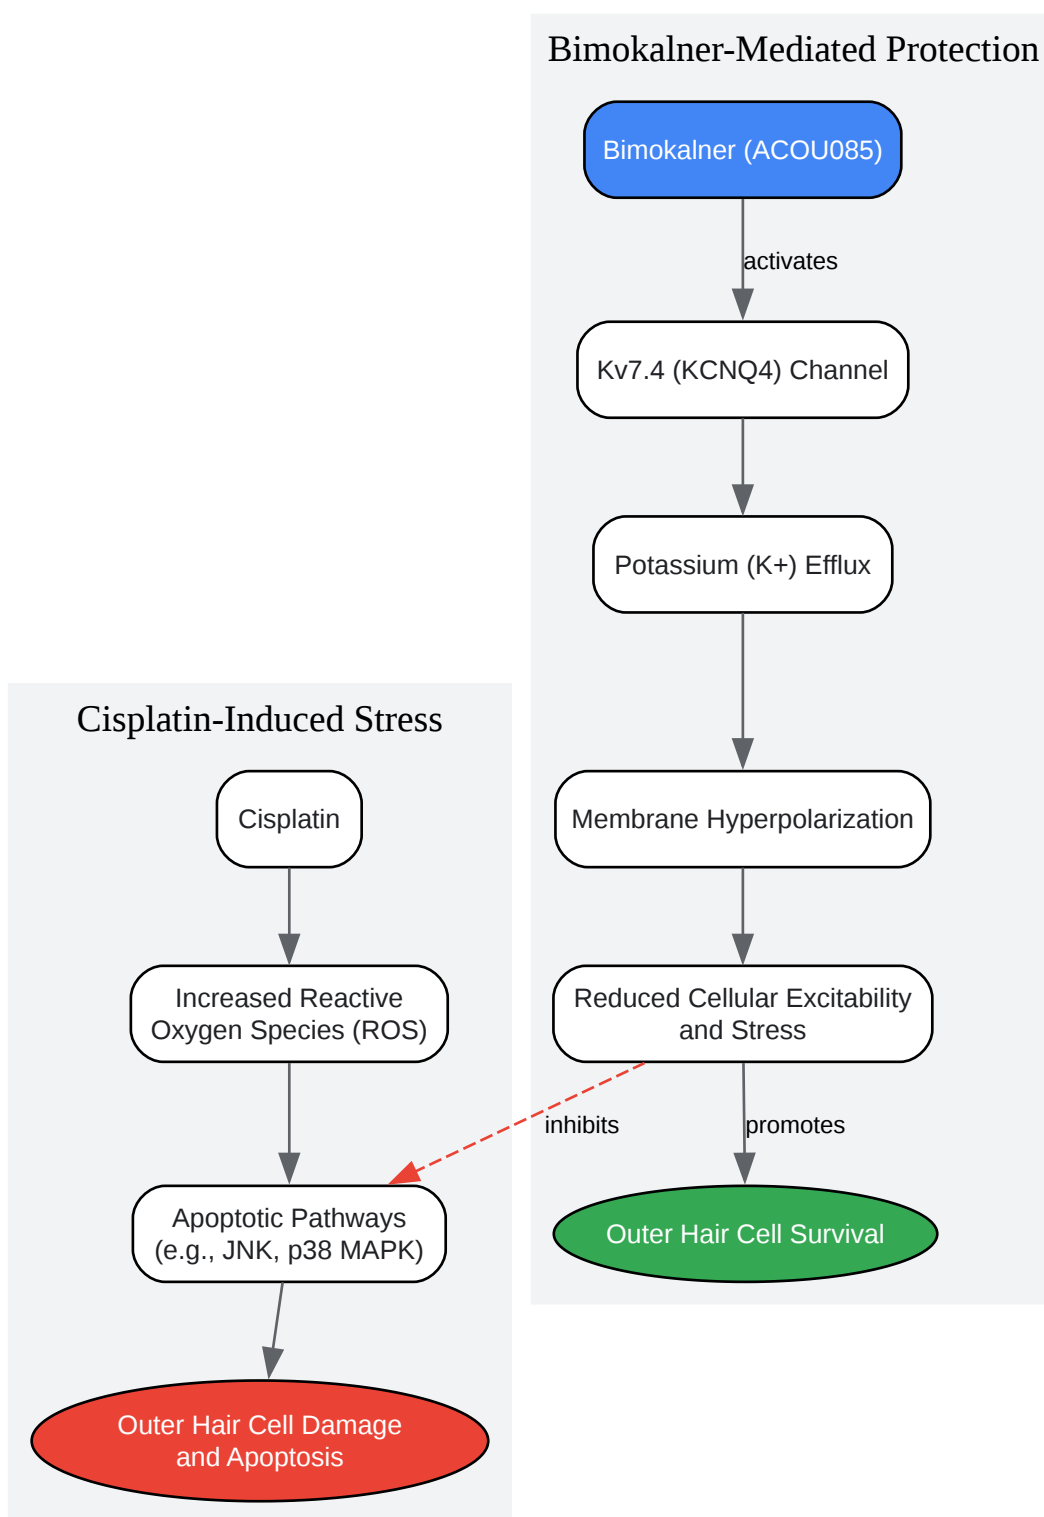 Bimokalner-Mediated Protection
Bimokalner (ACOU085)
activates
Kv7.4 (KCNQ4) Channel
Potassium (K+) Efflux
Membrane Hyperpolarization
Reduced Cellular Excitability
and Stress
inhibits
promotes
Outer Hair Cell Survival
Cisplatin-Induced Stress
Cisplatin
Increased Reactive
Oxygen Species (ROS)
Apoptotic Pathways
(e.g., JNK, p38 MAPK)
Outer Hair Cell Damage
and Apoptosis